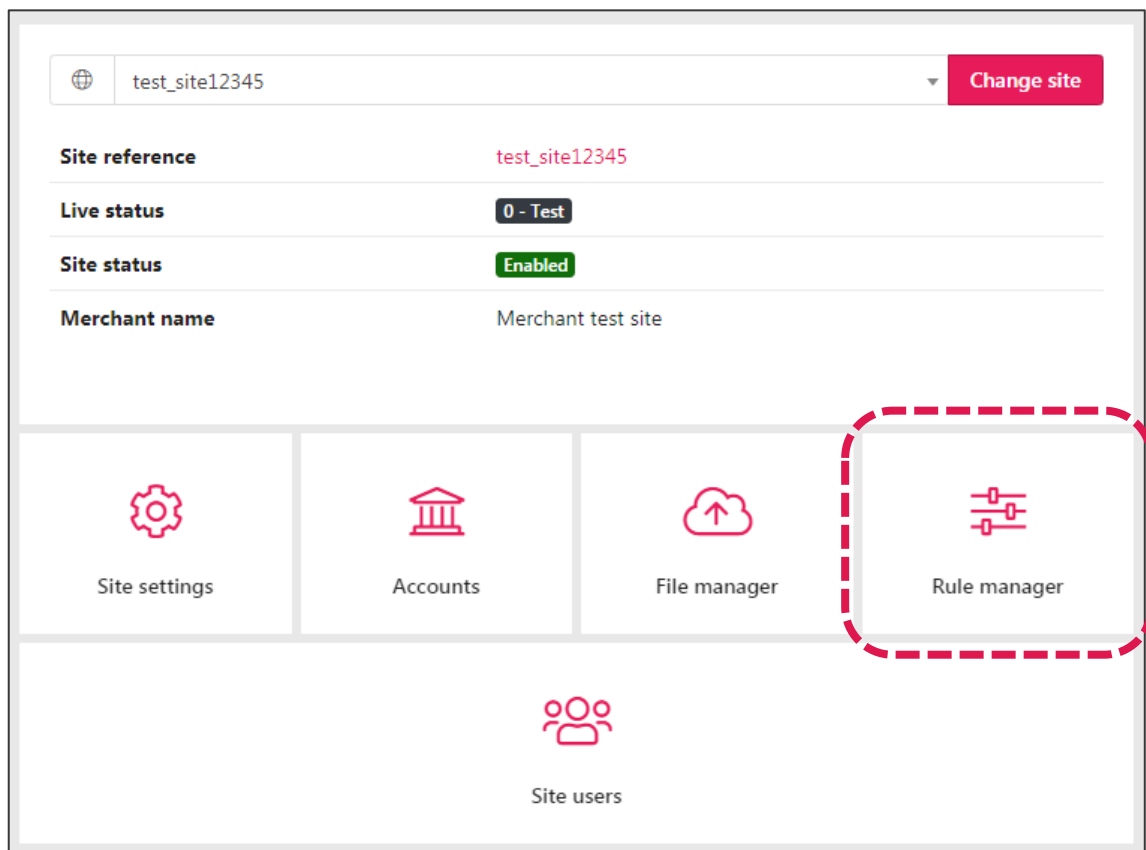 test_site12345
Change site
Site reference test_site12345
Live status 0 - Test
Site status Enabled
Merchant name Merchant test site
Site settings Accounts File manager Rule manager
Site users